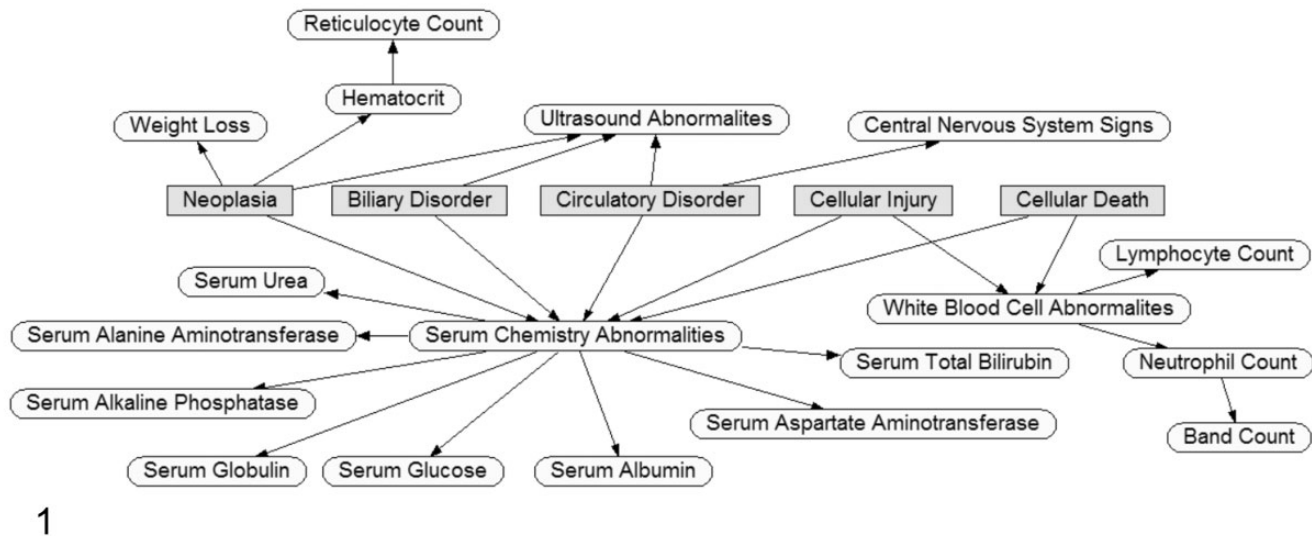 Reticulocyte Count
Hematocrit
Weight Loss
Ultrasound Abnormalites
Central Nervous System Signs
Neoplasia
Biliary Disorder
Circulatory Disorder
Cellular Injury
Cellular Death
Lymphocyte Count
Serum Urea
White Blood Cell Abnormalites
Serum Alanine Aminotransferase
Serum Chemistry Abnormalities
Serum Total Bilirubin
Neutrophil Count
Serum Alkaline Phosphatase
Serum Aspartate Aminotransferase
Band Count
Serum Globulin
Serum Glucose
Serum Albumin
1